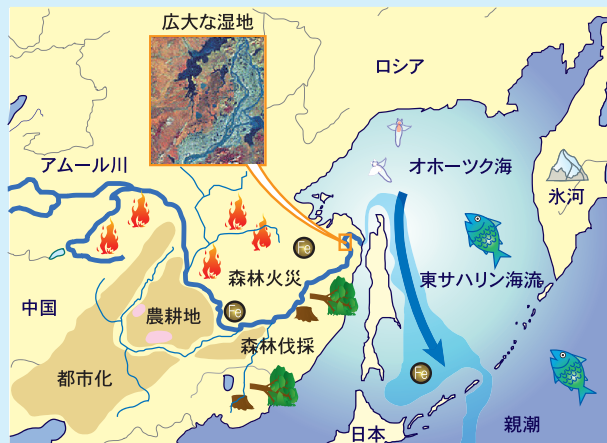 広大な湿地
ロシア
アムール川
オホーツク海
氷河
Fe
森林火災
東サハリン海流
中国
農耕地
Fe
森林伐採
都市化
Fe
日本
親潮